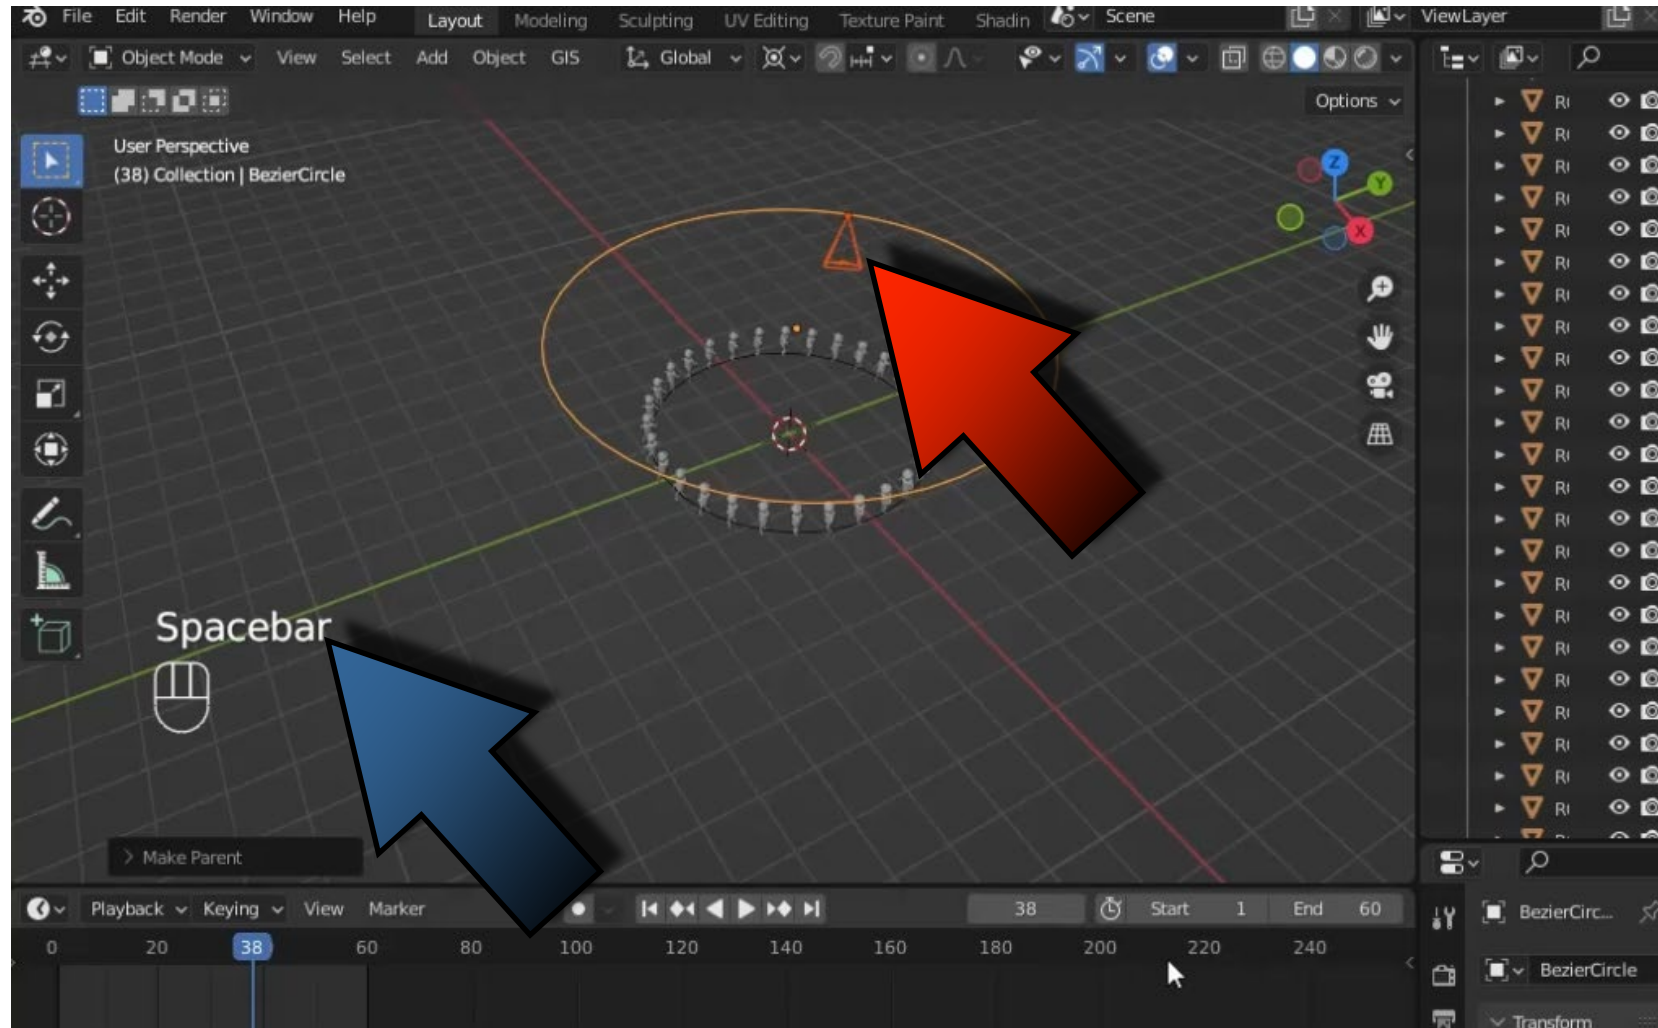 File Edit Render Window Help Layout Modeling Sculpting UV Editing Texture Paint Shadin Scene ViewLayer
Object Mode View Select Add Object GIS Global
Options
User Perspective
(38) Collection | BezierCircle
Z
Y
X
Spacebar
> Make Parent
Playback Keying View Marker 38 Start 1 End 60
0 20 38 60 80 100 120 140 160 180 200 220 240
BezierCirc...
BezierCircle
Transform